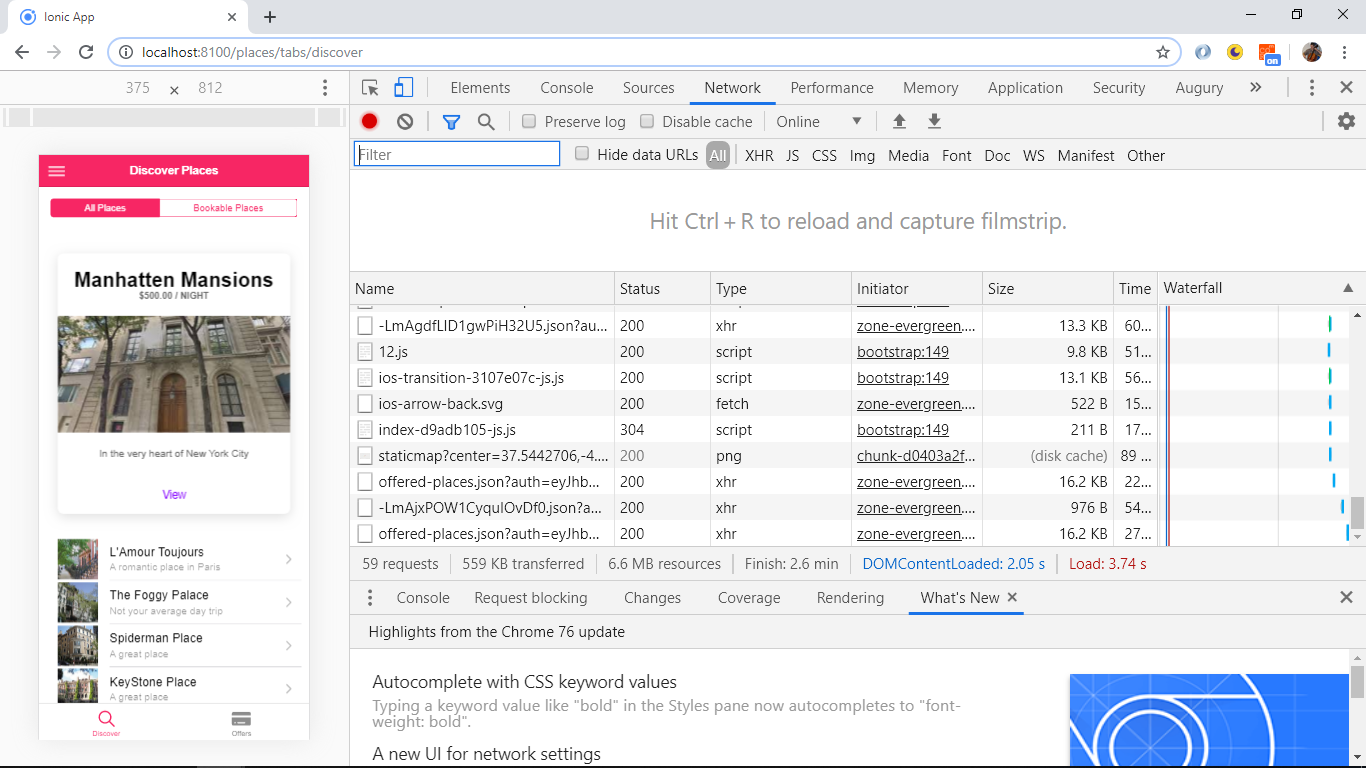 Ionic App
localhost:8100/places/tabs/discover
on
375 × 812
Elements Console Sources Network Performance Memory Application Security Augury
Preserve log Disable cache Online
Filter Hide data URLs All XHR JS CSS Img Media Font Doc WS Manifest Other
Hit Ctrl + R to reload and capture filmstrip.
Name Status Type Initiator Size Time Waterfall
-LmAgdfLID1gwPiH32U5.json?au... 200 xhr zone-evergreen.... 13.3 KB 60...
12.js 200 script bootstrap:149 9.8 KB 51...
ios-transition-3107e07c-js.js 200 script bootstrap:149 13.1 KB 56...
ios-arrow-back.svg 200 fetch zone-evergreen.... 522 B 15...
index-d9adb105-js.js 304 script bootstrap:149 211 B 17...
staticmap?center=37.5442706,-4.... 200 png chunk-d0403a2f... (disk cache) 89 ...
offered-places.json?auth=eyJhb... 200 xhr zone-evergreen.... 16.2 KB 22...
-LmAjxPOW1CyquIOvDf0.json?a... 200 xhr zone-evergreen.... 976 B 54...
offered-places.json?auth=eyJhb... 200 xhr zone-evergreen.... 16.2 KB 27...
59 requests 559 KB transferred 6.6 MB resources Finish: 2.6 min DOMContentLoaded: 2.05 s Load: 3.74 s
Console Request blocking Changes Coverage Rendering What's New
Highlights from the Chrome 76 update
Autocomplete with CSS keyword values
Typing a keyword value like "bold" in the Styles pane now autocompletes to "font-
weight: bold".
A new UI for network settings
Discover Places
All Places Bookable Places
Manhatten Mansions
$500.00 / NIGHT
In the very heart of New York City
View
L'Amour Toujours
A romantic place in Paris
The Foggy Palace
Not your average day trip
Spiderman Place
A great place
KeyStone Place
A great place
Discover Offers